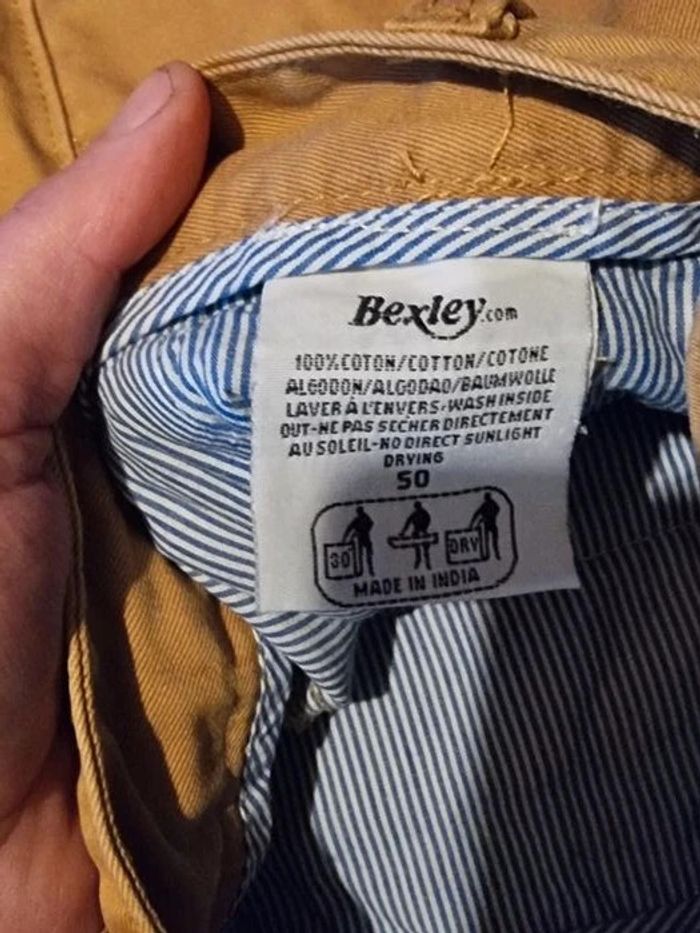 Bexley.com
100% COTON/COTTON/COTONE
ALGODON/ALGODAO/BAUMWOLLE
LAVER À L'ENVERS-WASH INSIDE
OUT-NE PAS SECHER DIRECTEMENT
AU SOLEIL-NO DIRECT SUNLIGHT
DRYING
50
30 DRY
MADE IN INDIA